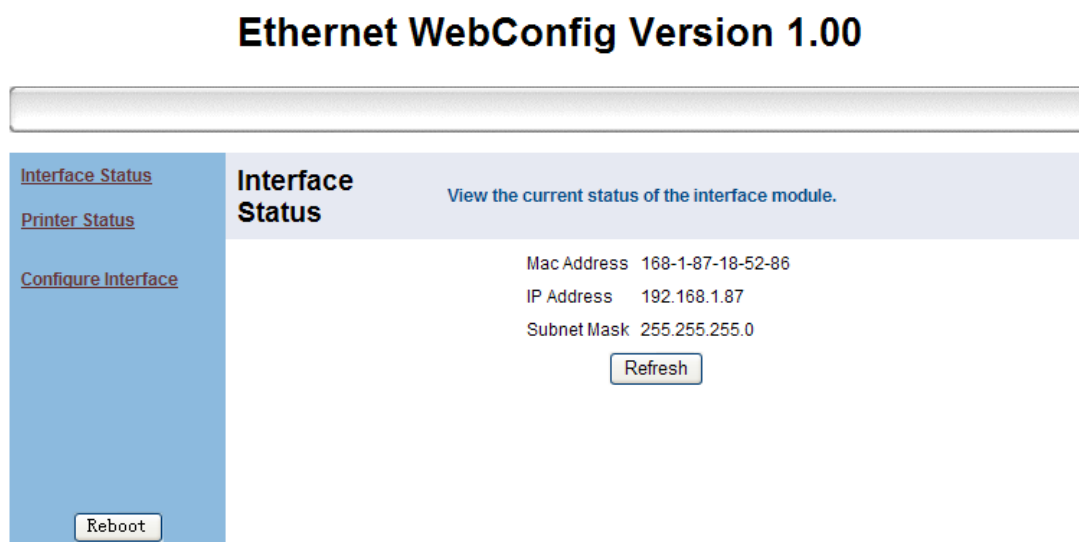 Ethernet WebConfig Version 1.00
Interface Status
Printer Status
Configure Interface
Reboot
Interface
Status
View the current status of the interface module.
Mac Address 168-1-87-18-52-86
IP Address 192.168.1.87
Subnet Mask 255.255.255.0
Refresh